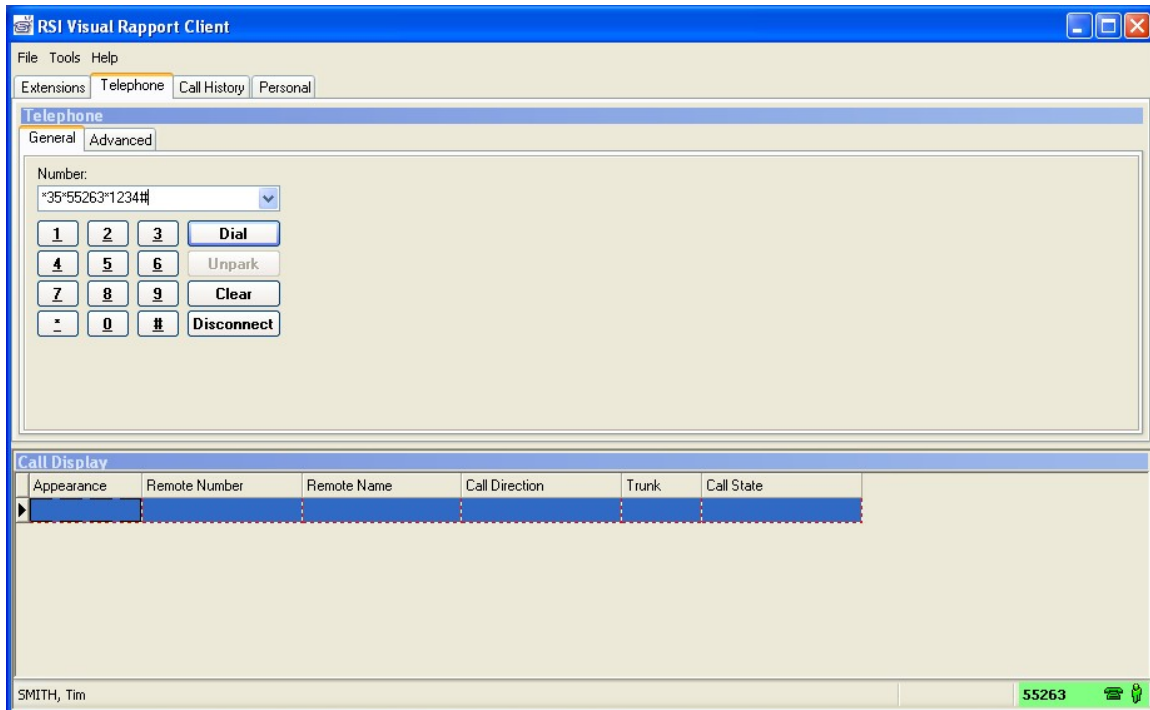 RSI Visual Rapport Client
File Tools Help
Extensions Telephone Call History Personal
Telephone
General Advanced
Number:
*35*55263*1234#
1 2 3 Dial
4 5 6 Unpark
7 8 9 Clear
* 0 # Disconnect
Call Display
Appearance Remote Number Remote Name Call Direction Trunk Call State
SMITH, Tim 55263